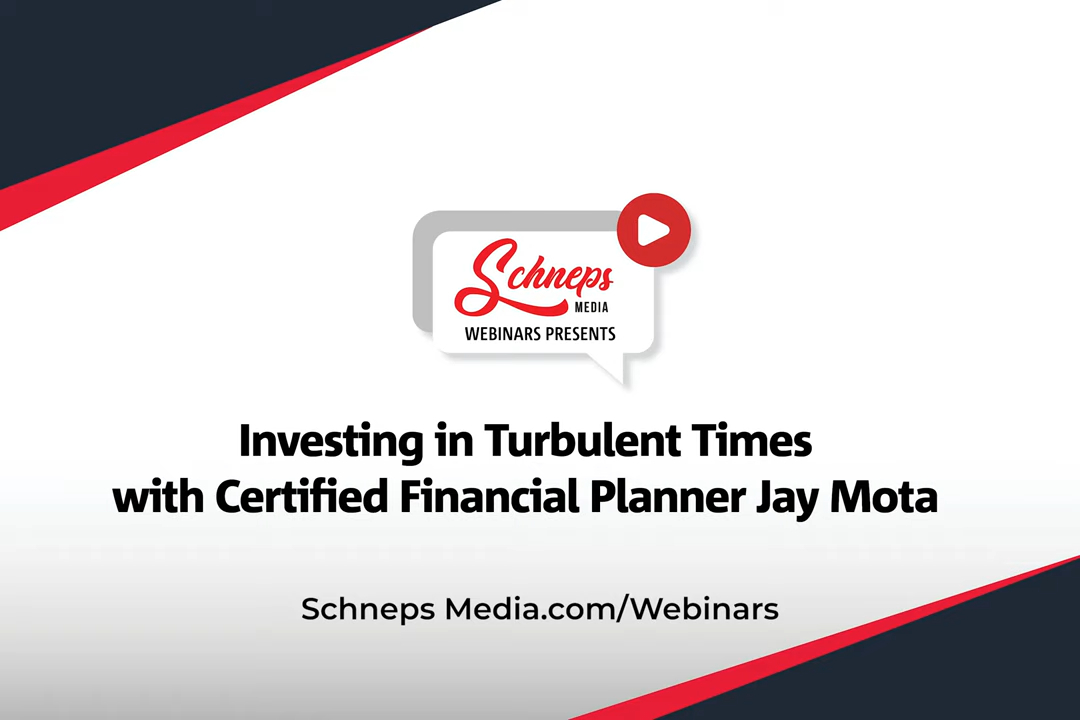 Schneps
MEDIA
WEBINARS PRESENTS
Investing in Turbulent Times
with Certified Financial Planner Jay Mota
Schneps Media.com/Webinars